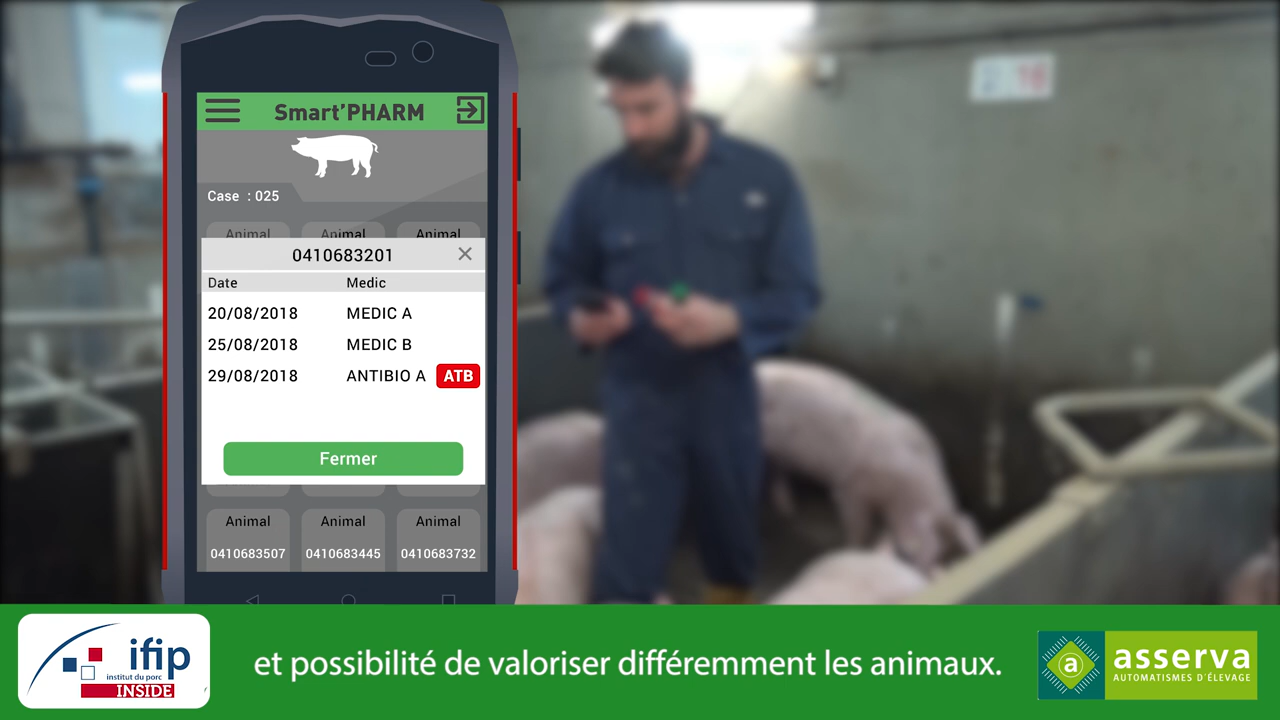 Smart'PHARM
Case : 025
Animal Animal Animal
0410683201
Date Medic
20/08/2018 MEDIC A
25/08/2018 MEDIC B
29/08/2018 ANTIBIO A ATB
Fermer
Animal Animal Animal
0410683507 0410683445 0410683732
ifip
institut du porc
INSIDE
et possibilité de valoriser différemment les animaux.
a
asserva
AUTOMATISMES D'ÉLEVAGE